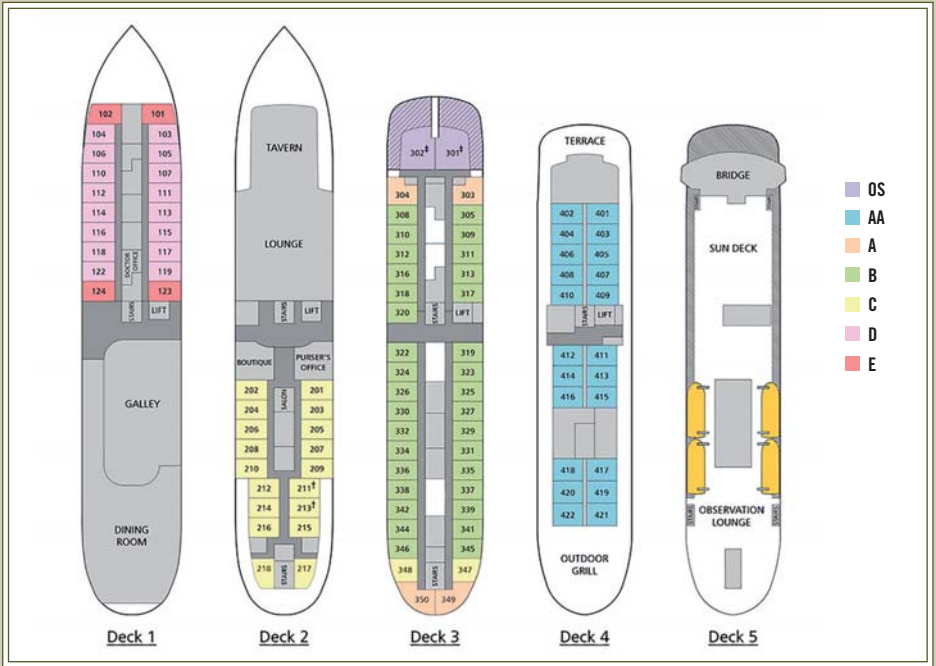 102 101
104 103
106 105
110 107
112 111
114 113
116 115
118 117
122 119
124 123
DOCTOR
OFFICE
STAIRS
LIFT
GALLEY
DINING
ROOM
Deck 1
TAVERN
LOUNGE
STAIRS
LIFT
BOUTIQUE
PURSER'S
OFFICE
SALON
202 201
204 203
206 205
208 207
210 209
212 211†
214 213†
216 215
218 217
STAIRS
Deck 2
302‡ 301‡
304 303
308 305
310 309
312 311
316 313
318 317
320
STAIRS
LIFT
322 319
324 323
326 325
330 327
332 329
334 331
336 335
338 337
342 339
344 341
346 345
348 347
STAIRS
350 349
Deck 3
TERRACE
402 401
404 403
406 405
408 407
410 409
STAIRS
LIFT
412 411
414 413
416 415
418 417
420 419
422 421
OUTDOOR
GRILL
Deck 4
BRIDGE
STAIRS
STAIRS
SUN DECK
OBSERVATION
LOUNGE
STAIRS
STAIRS
Deck 5
OS
AA
A
B
C
D
E